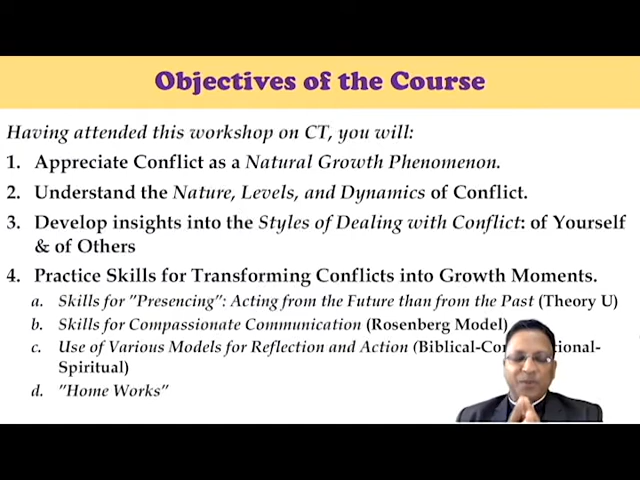 Objectives of the Course
Having attended this workshop on CT, you will:
1. Appreciate Conflict as a Natural Growth Phenomenon.
2. Understand the Nature, Levels, and Dynamics of Conflict.
3. Develop insights into the Styles of Dealing with Conflict: of Yourself
& of Others
4. Practice Skills for Transforming Conflicts into Growth Moments.
a. Skills for "Presencing": Acting from the Future than from the Past (Theory U)
b. Skills for Compassionate Communication (Rosenberg Model)
c. Use of Various Models for Reflection and Action (Biblical-
Spiritual)
d. "Home Works"